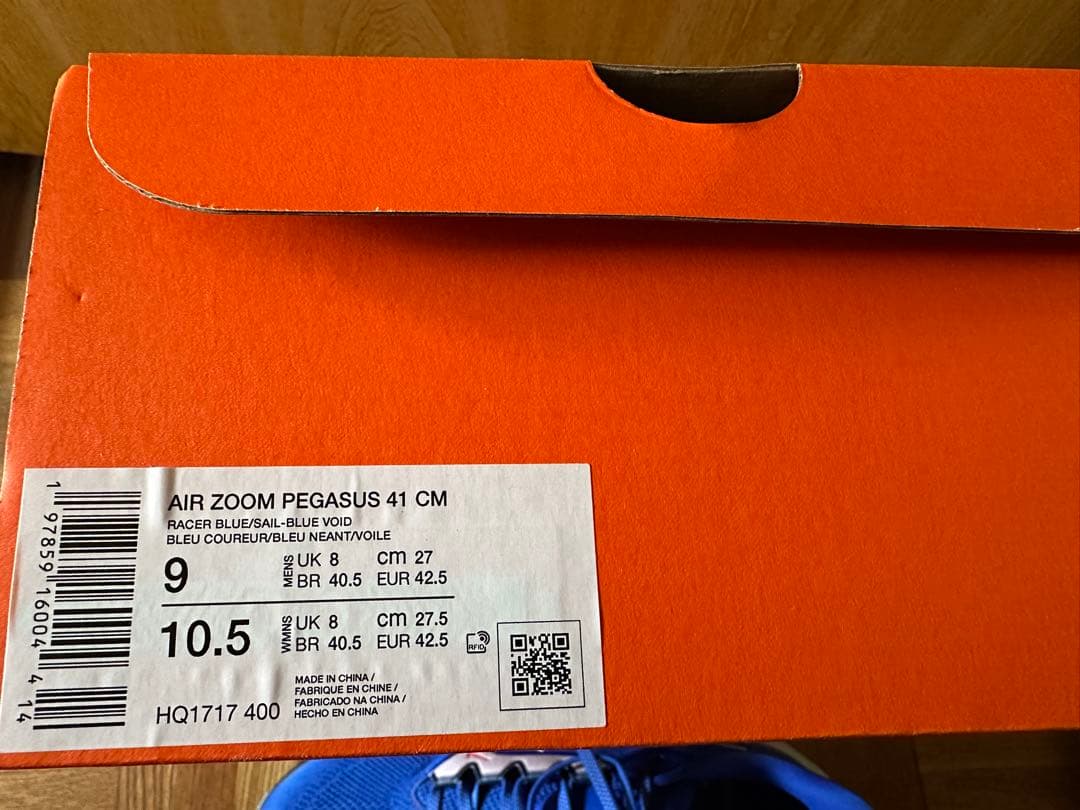 1 97859 16004 4 14
AIR ZOOM PEGASUS 41 CM
RACER BLUE/SAIL-BLUE VOID
BLEU COUREUR/BLEU NEANT/VOILE
9 MENS UK 8 cm 27
BR 40.5 EUR 42.5
10.5 WMNS UK 8 cm 27.5
BR 40.5 EUR 42.5
RFID
MADE IN CHINA /
FABRIQUE EN CHINE /
FABRICADO NA CHINA /
HECHO EN CHINA
HQ1717 400